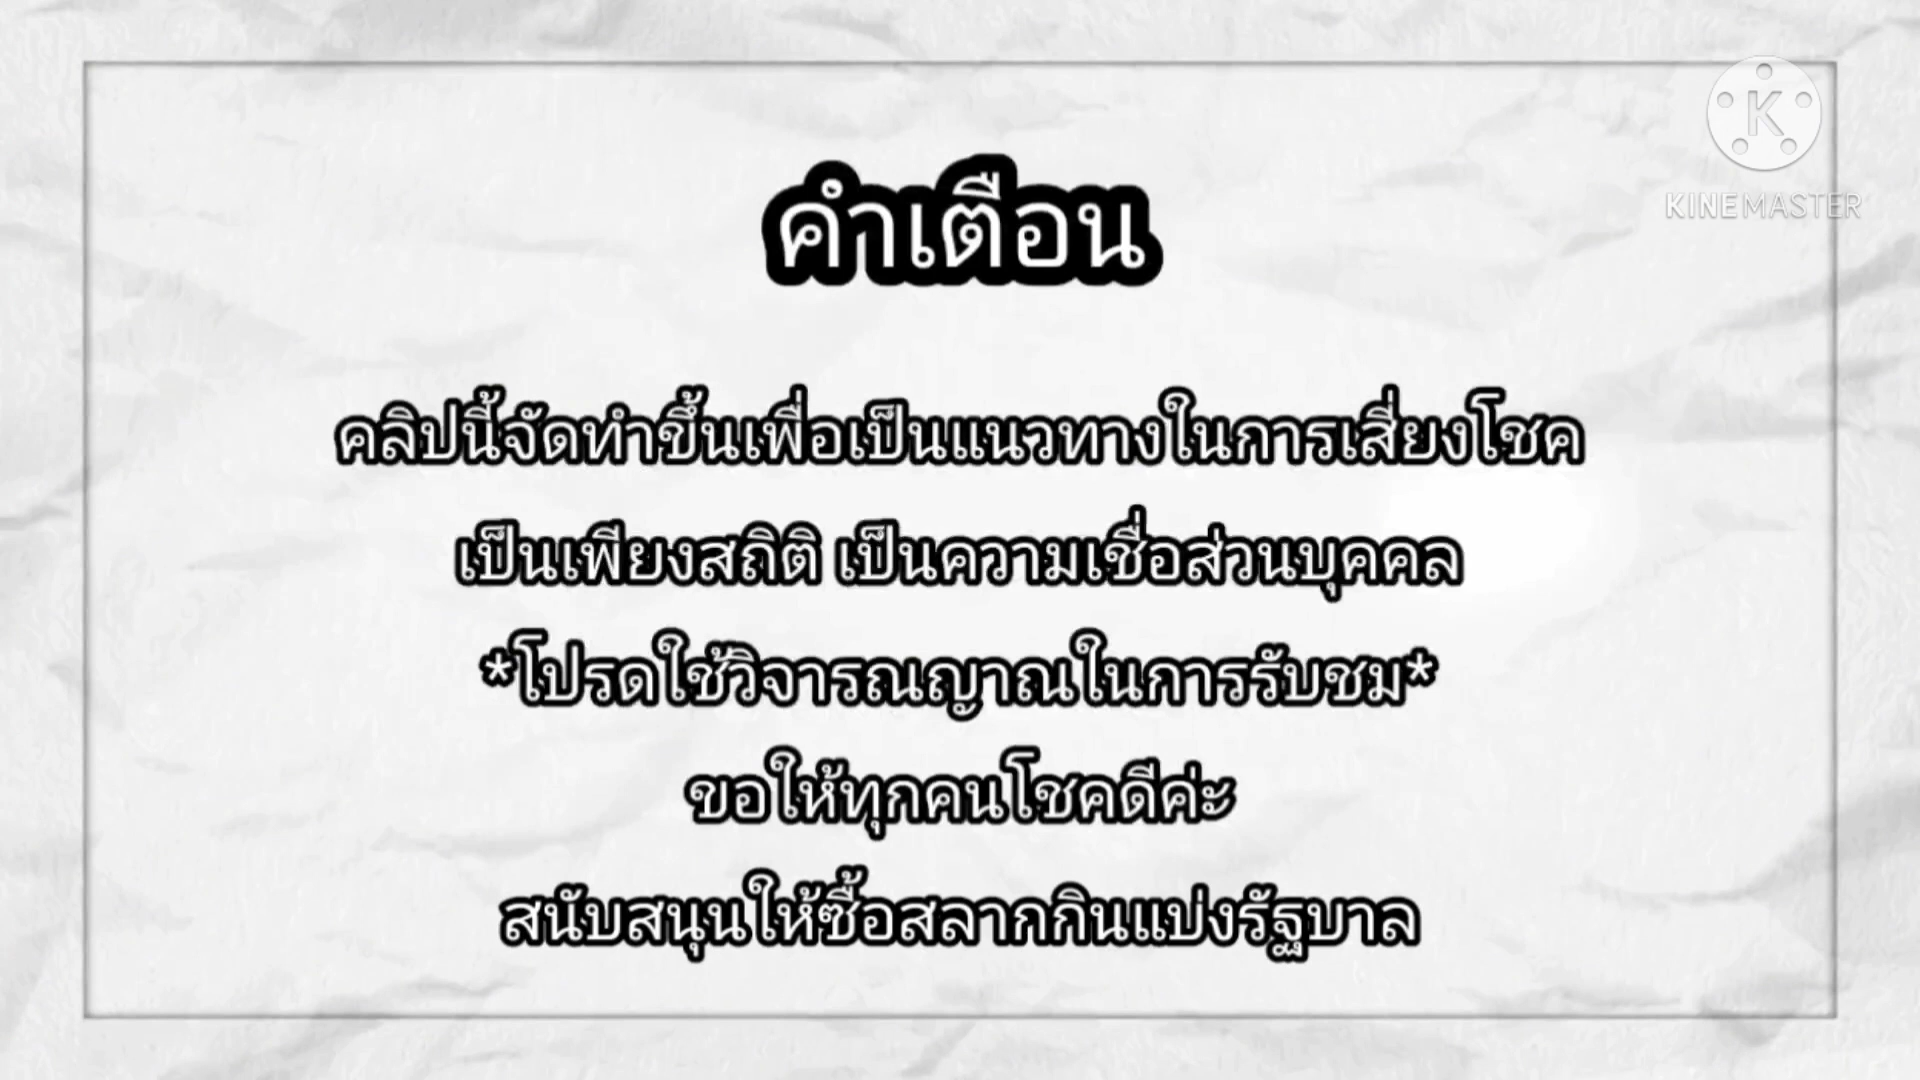 KINEMASTER
คำเตือน
คลิปนี้จัดทำขึ้นเพื่อเป็นแนวทางในการเสี่ยงโชค
เป็นเพียงสถิติ เป็นความเชื่อส่วนบุคคล
*โปรดใช้วิจารณญาณในการรับชม*
ขอให้ทุกคนโชคดีค่ะ
สนับสนุนให้ซื้อสลากกินแบ่งรัฐบาล